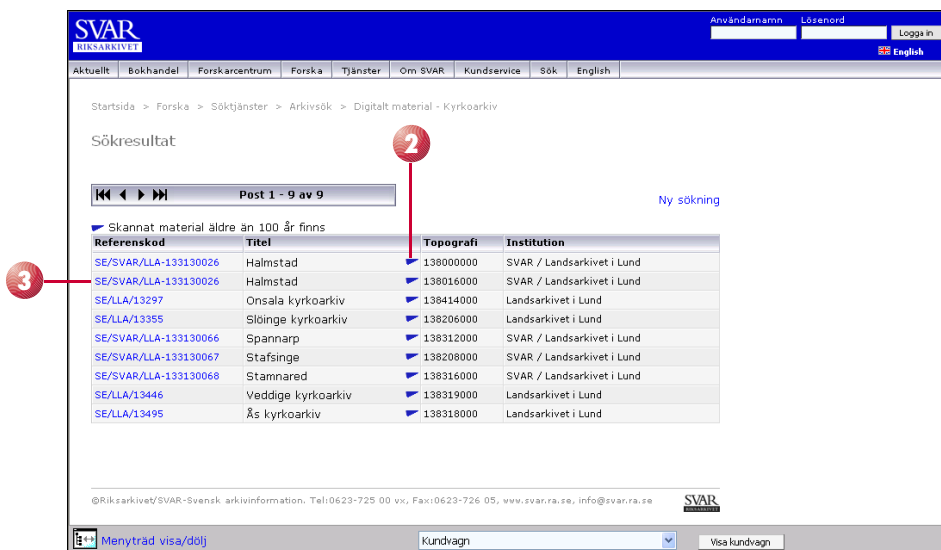 SVAR
RIKSARKIVET
Användarnamn Lösenord
Logga in
English
Aktuellt Bokhandel Forskarcentrum Forska Tjänster Om SVAR Kundservice Sök English
Startsida > Forska > Söktjänster > Arkivsök > Digitalt material - Kyrkoarkiv
Sökresultat
2
Post 1 - 9 av 9
Ny sökning
Skannat material äldre än 100 år finns
Referenskod Titel Topografi Institution
SE/SVAR/LLA-133130026 Halmstad 138000000 SVAR / Landsarkivet i Lund
3
SE/SVAR/LLA-133130026 Halmstad 138016000 SVAR / Landsarkivet i Lund
SE/LLA/13297 Onsala kyrkoarkiv 138414000 Landsarkivet i Lund
SE/LLA/13355 Slöinge kyrkoarkiv 138206000 Landsarkivet i Lund
SE/SVAR/LLA-133130066 Spannarp 138312000 SVAR / Landsarkivet i Lund
SE/SVAR/LLA-133130067 Stafsinge 138208000 SVAR / Landsarkivet i Lund
SE/SVAR/LLA-133130068 Stamnared 138316000 SVAR / Landsarkivet i Lund
SE/LLA/13446 Veddige kyrkoarkiv 138319000 Landsarkivet i Lund
SE/LLA/13495 Ås kyrkoarkiv 138318000 Landsarkivet i Lund
©Riksarkivet/SVAR-Svensk arkivinformation. Tel:0623-725 00 vx, Fax:0623-726 05, www.svar.ra.se, info@svar.ra.se
SVAR
RIKSARKIVET
Menyträd visa/dölj
Kundvagn
Visa kundvagn